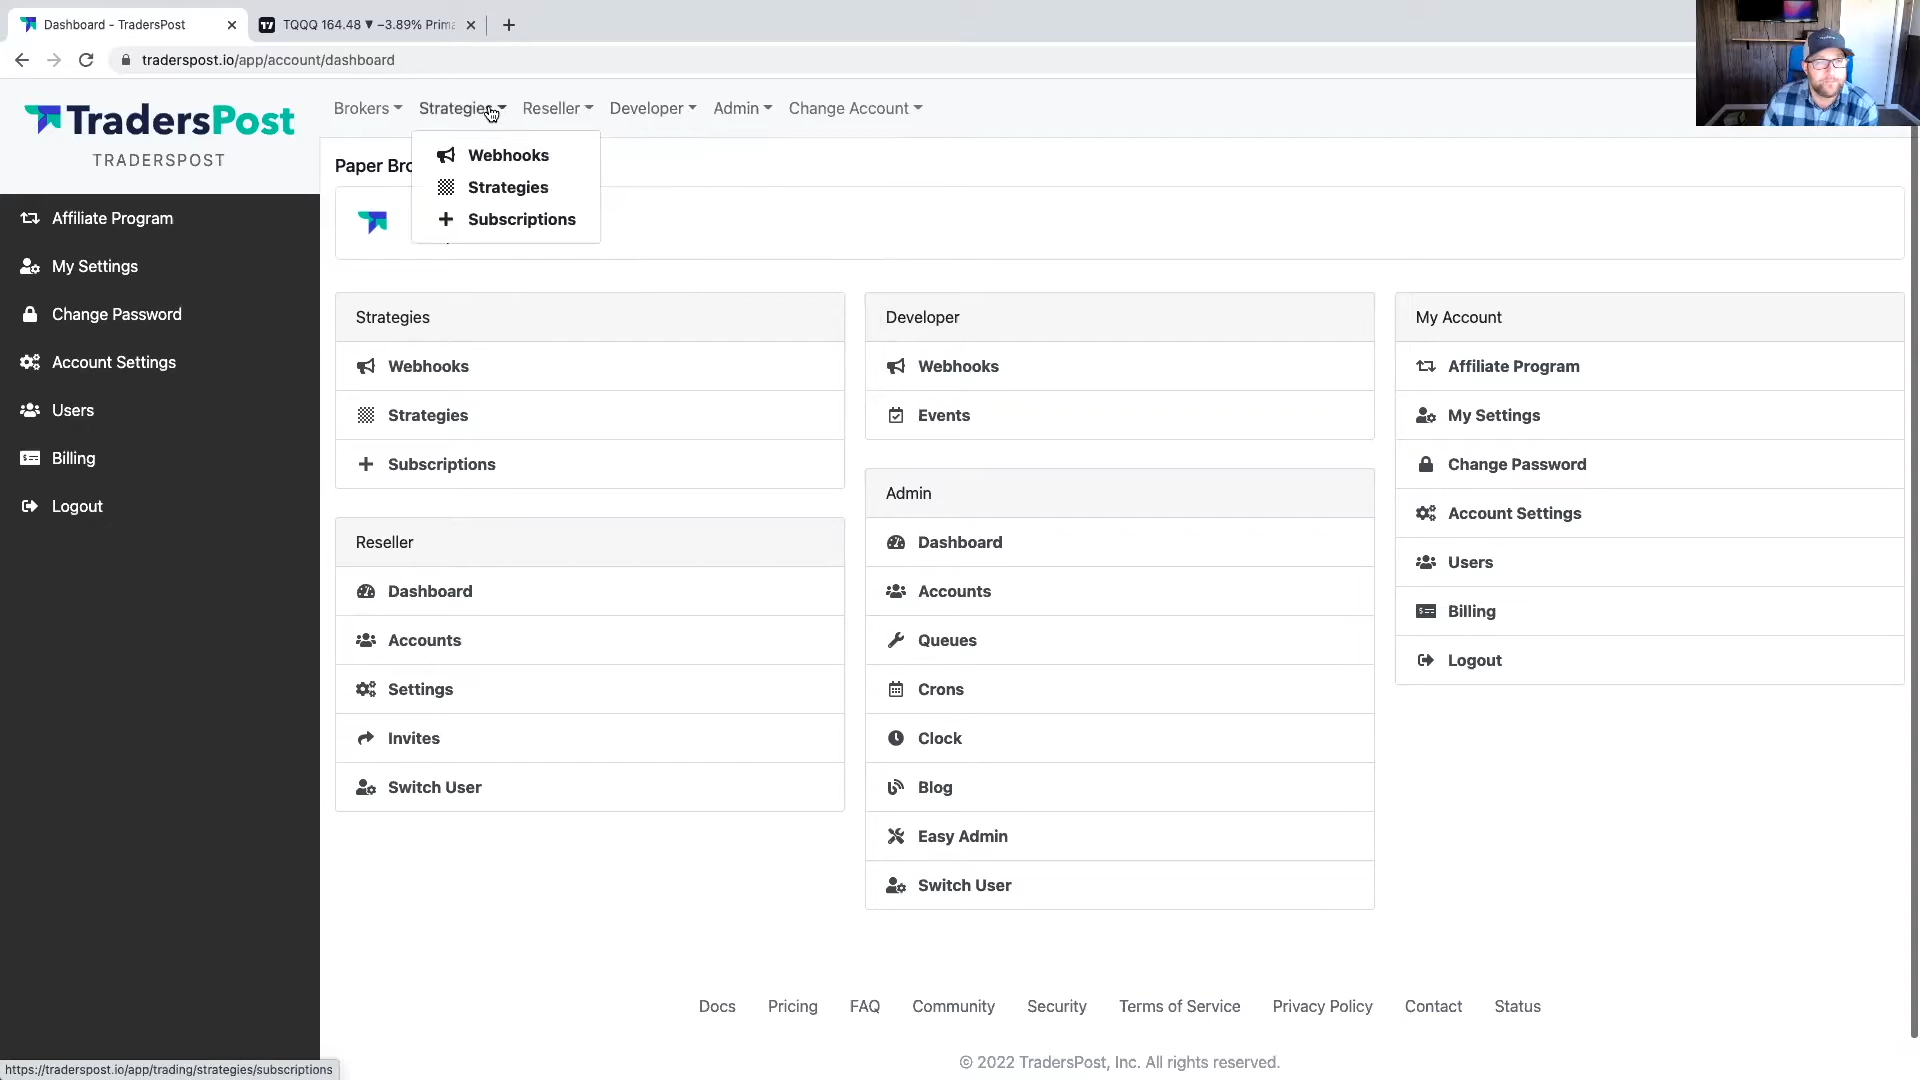 Dashboard - TradersPost
TQQQ 164.48 ▼ −3.89% Prim
traderspost.io/app/account/dashboard
TradersPost
TRADERSPOST
Brokers
Strategies
Reseller
Developer
Admin
Change Account
Webhooks
Strategies
Subscriptions
Affiliate Program
My Settings
Change Password
Account Settings
Users
Billing
Logout
Paper Bro
Strategies
Webhooks
Strategies
Subscriptions
Reseller
Dashboard
Accounts
Settings
Invites
Switch User
Developer
Webhooks
Events
Admin
Dashboard
Accounts
Queues
Crons
Clock
Blog
Easy Admin
Switch User
My Account
Affiliate Program
My Settings
Change Password
Account Settings
Users
Billing
Logout
Docs Pricing FAQ Community Security Terms of Service Privacy Policy Contact Status
© 2022 TradersPost, Inc. All rights reserved.
https://traderspost.io/app/trading/strategies/subscriptions